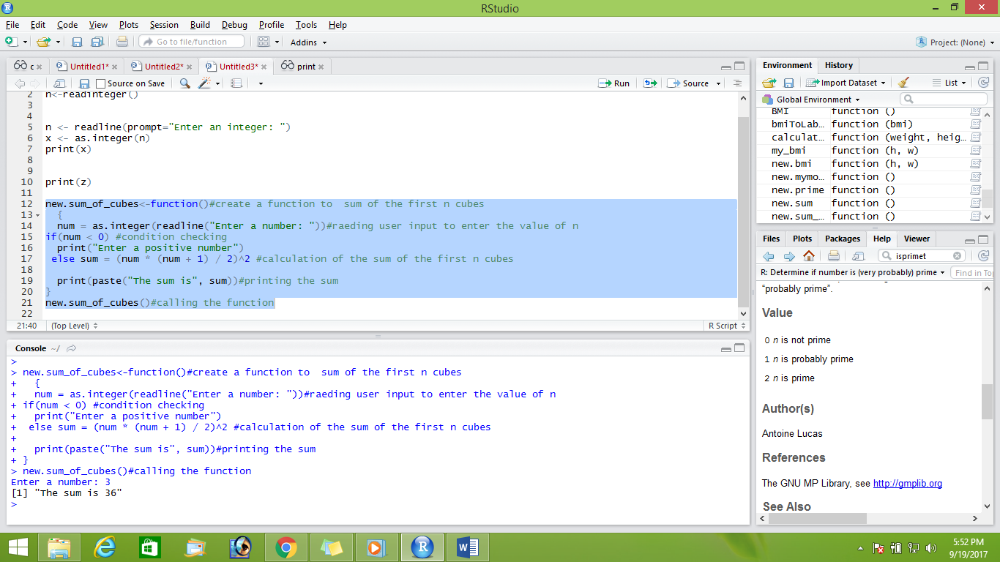 RStudio
File Edit Code View Plots Session Build Debug Profile Tools Help
Go to file/function Addins Project: (None)
c Untitled1* Untitled2* Untitled3* print
Source on Save Run Source
2 n<-readinteger()
3
4
5 n <- readline(prompt="Enter an integer: ")
6 x <- as.integer(n)
7 print(x)
8
9
10 print(z)
11
12 new.sum_of_cubes<-function()#create a function to  sum of the first n cubes
13   {
14   num = as.integer(readline("Enter a number: "))#raeding user input to enter the value of n
15 if(num < 0) #condition checking
16   print("Enter a positive number")
17  else sum = (num * (num + 1) / 2)^2 #calculation of the sum of the first n cubes
18
19   print(paste("The sum is", sum))#printing the sum
20 }
21 new.sum_of_cubes()#calling the function
22
21:40 (Top Level) R Script
Console ~/
>
> new.sum_of_cubes<-function()#create a function to  sum of the first n cubes
+   {
+   num = as.integer(readline("Enter a number: "))#raeding user input to enter the value of n
+ if(num < 0) #condition checking
+   print("Enter a positive number")
+  else sum = (num * (num + 1) / 2)^2 #calculation of the sum of the first n cubes
+
+   print(paste("The sum is", sum))#printing the sum
+ }
> new.sum_of_cubes()#calling the function
Enter a number: 3
[1] "The sum is 36"
>
Environment History
Import Dataset List
Global Environment
BMI function ()
bmiToLab… function (bmi)
calculat… function (weight, heig…
my_bmi function (h, w)
new.bmi function (h, w)
new.mymo… function ()
new.prime function ()
new.sum function ()
new.sum_… function ()
Files Plots Packages Help Viewer
isprimet
R: Determine if number is (very probably) prime Find in Top
“probably prime”.
Value
0 n is not prime
1 n is probably prime
2 n is prime
Author(s)
Antoine Lucas
References
The GNU MP Library, see http://gmplib.org
See Also
5:52 PM
9/19/2017